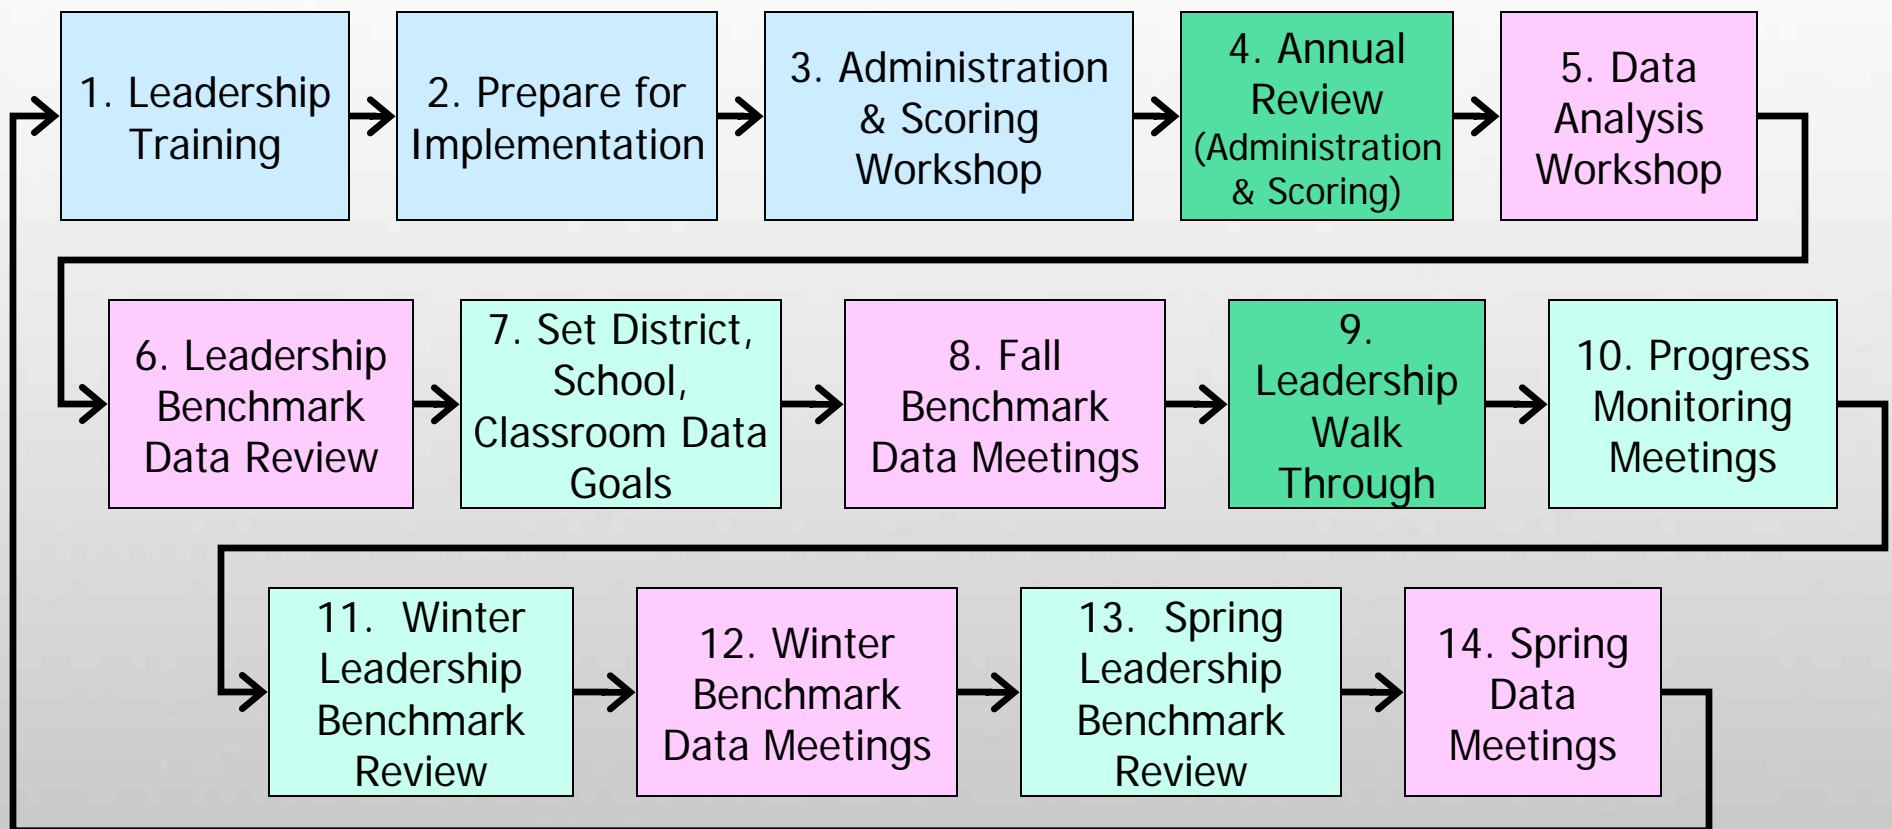 1. Leadership
Training
2. Prepare for
Implementation
3. Administration
& Scoring
Workshop
4. Annual
Review
(Administration
& Scoring)
5. Data
Analysis
Workshop
6. Leadership
Benchmark
Data Review
7. Set District,
School,
Classroom Data
Goals
8. Fall
Benchmark
Data Meetings
9.
Leadership
Walk
Through
10. Progress
Monitoring
Meetings
11.  Winter
Leadership
Benchmark
Review
12. Winter
Benchmark
Data Meetings
13.  Spring
Leadership
Benchmark
Review
14. Spring
Data
Meetings